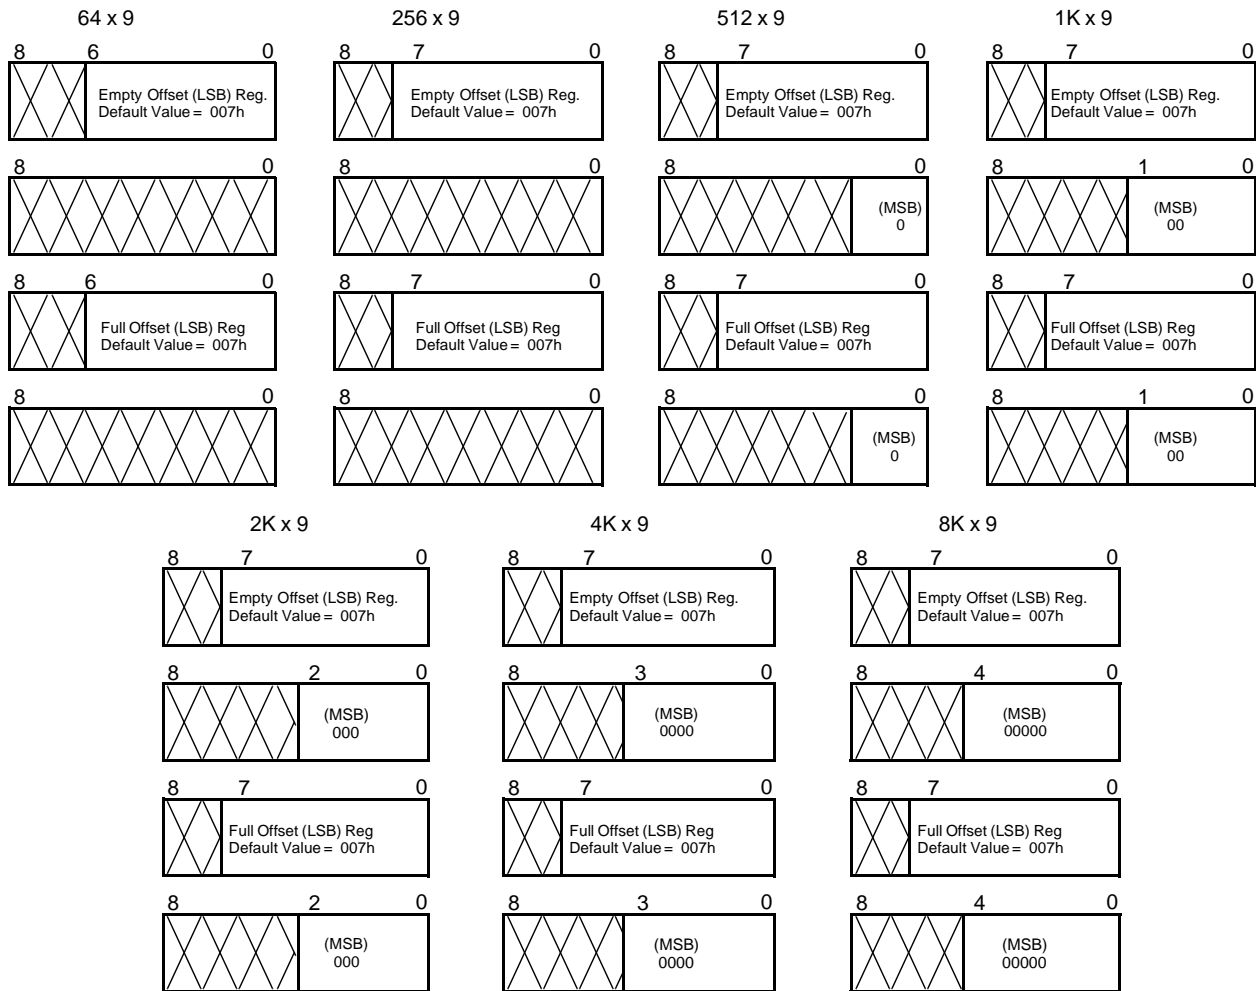 64 x 9 256 x 9 512 x 9 1K x 9
8 6 0 8 7 0 8 7 0 8 7 0
Empty Offset (LSB) Reg. Empty Offset (LSB) Reg. Empty Offset (LSB) Reg. Empty Offset (LSB) Reg.
Default Value = 007h Default Value = 007h Default Value = 007h Default Value = 007h
8 0 8 0 8 0 8 1 0
(MSB) (MSB)
0 00
8 6 0 8 7 0 8 7 0 8 7 0
Full Offset (LSB) Reg Full Offset (LSB) Reg Full Offset (LSB) Reg Full Offset (LSB) Reg
Default Value = 007h Default Value = 007h Default Value = 007h Default Value = 007h
8 0 8 0 8 0 8 1 0
(MSB) (MSB)
0 00
2K x 9 4K x 9 8K x 9
8 7 0 8 7 0 8 7 0
Empty Offset (LSB) Reg. Empty Offset (LSB) Reg. Empty Offset (LSB) Reg.
Default Value = 007h Default Value = 007h Default Value = 007h
8 2 0 8 3 0 8 4 0
(MSB) (MSB) (MSB)
000 0000 00000
8 7 0 8 7 0 8 7 0
Full Offset (LSB) Reg Full Offset (LSB) Reg Full Offset (LSB) Reg
Default Value = 007h Default Value = 007h Default Value = 007h
8 2 0 8 3 0 8 4 0
(MSB) (MSB) (MSB)
000 0000 00000